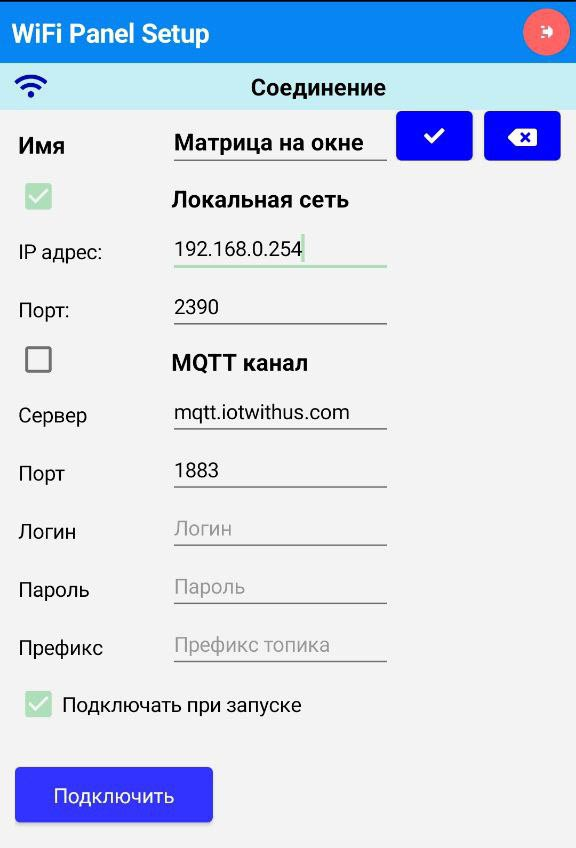 WiFi Panel Setup
Соединение
Имя Матрица на окне
Локальная сеть
IP адрес: 192.168.0.254
Порт: 2390
MQTT канал
Сервер mqtt.iotwithus.com
Порт 1883
Логин Логин
Пароль Пароль
Префикс Префикс топика
Подключать при запуске
Подключить